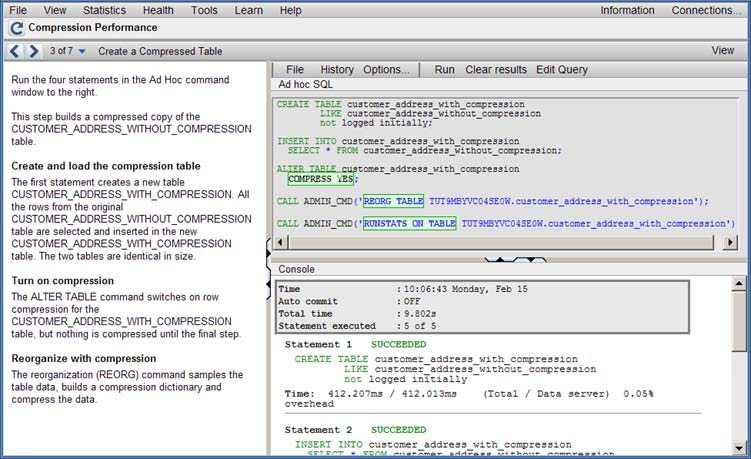 File View Statistics Health Tools Learn Help Information Connections...
Compression Performance
3 of 7 Create a Compressed Table View
Run the four statements in the Ad Hoc command
window to the right.
This step builds a compressed copy of the
CUSTOMER_ADDRESS_WITHOUT_COMPRESSION
table.
Create and load the compression table
The first statement creates a new table
CUSTOMER_ADDRESS_WITH_COMPRESSION. All
the rows from the original
CUSTOMER_ADDRESS_WITHOUT_COMPRESSION
table are selected and inserted in the new
CUSTOMER_ADDRESS_WITH_COMPRESSION
table. The two tables are identical in size.
Turn on compression
The ALTER TABLE command switches on row
compression for the
CUSTOMER_ADDRESS_WITH_COMPRESSION
table, but nothing is compressed until the final step.
Reorganize with compression
The reorganization (REORG) command samples the
table data, builds a compression dictionary and
compress the data.
File History Options... Run Clear results Edit Query
Ad hoc SQL
CREATE TABLE customer_address_with_compression
LIKE customer_address_without_compression
not logged initially;
INSERT INTO customer_address_with_compression
SELECT * FROM customer_address_without_compression;
ALTER TABLE customer_address_with_compression
COMPRESS YES;
CALL ADMIN_CMD('REORG TABLE TUT9MBYVC04SE0W.customer_address_with_compression');
CALL ADMIN_CMD('RUNSTATS ON TABLE TUT9MBYVC04SE0W.customer_address_with_compression')
Console
Time : 10:06:43 Monday, Feb 15
Auto commit : OFF
Total time : 9.802s
Statement executed : 5 of 5
Statement 1 SUCCEEDED
CREATE TABLE customer_address_with_compression
LIKE customer_address_without_compression
not logged initially
Time: 412.207ms / 412.013ms (Total / Data server) 0.05%
overhead
Statement 2 SUCCEEDED
INSERT INTO customer_address_with_compression
SELECT * FROM customer_address_without_compression